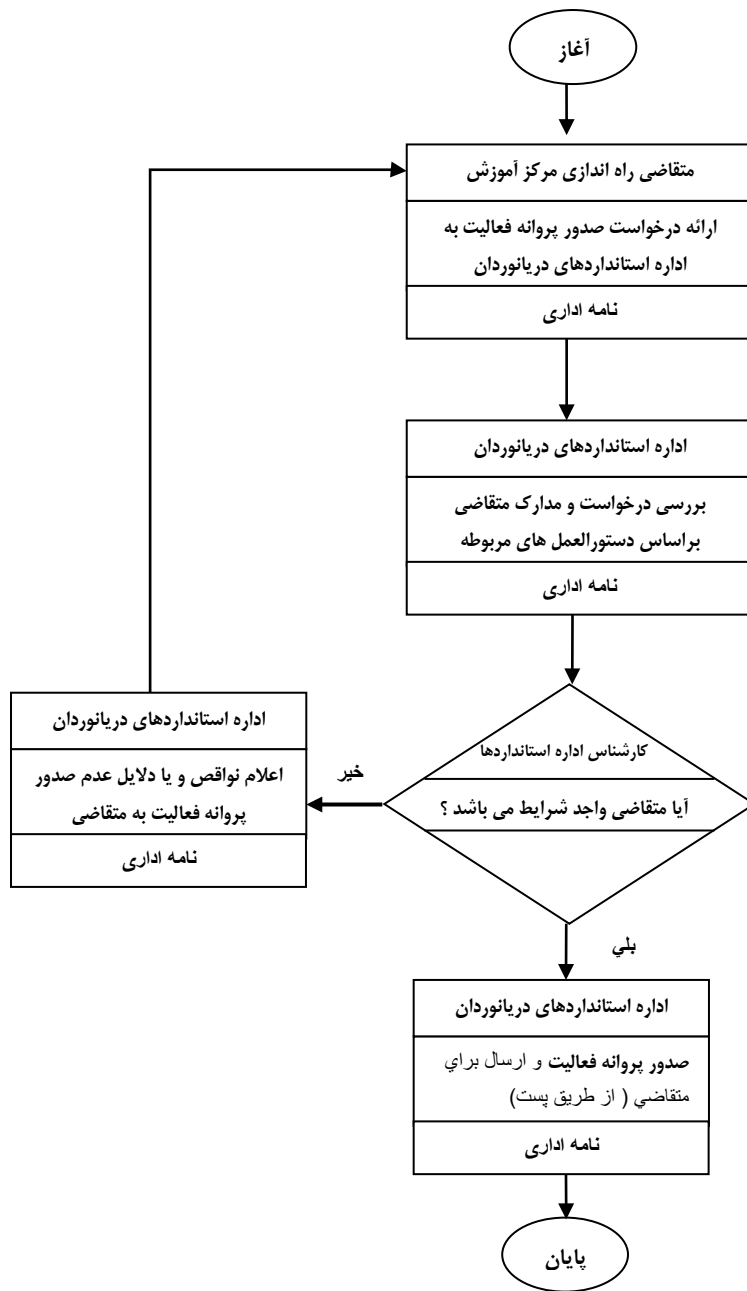 آغاز
متقاضی راه اندازی مرکز آموزش
ارائه درخواست صدور پروانه فعالیت به
اداره استانداردهای دریانوردان
نامه اداری
اداره استانداردهای دریانوردان
بررسی درخواست و مدارک متقاضی
براساس دستورالعمل های مربوطه
نامه اداری
کارشناس اداره استانداردها
آیا متقاضی واجد شرایط می باشد ؟
خیر
اداره استانداردهای دریانوردان
اعلام نواقص و یا دلایل عدم صدور
پروانه فعالیت به متقاضی
نامه اداری
بلي
اداره استانداردهای دریانوردان
صدور پروانه فعالیت و ارسال براي
متقاضي ( از طريق پست)
نامه اداری
پایان